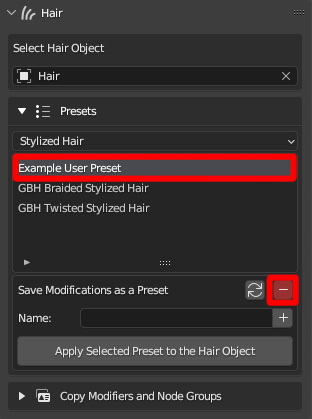 Hair
Select Hair Object
Hair
Presets
Stylized Hair
Example User Preset
GBH Braided Stylized Hair
GBH Twisted Stylized Hair
Save Modifications as a Preset
Name:
Apply Selected Preset to the Hair Object
Copy Modifiers and Node Groups